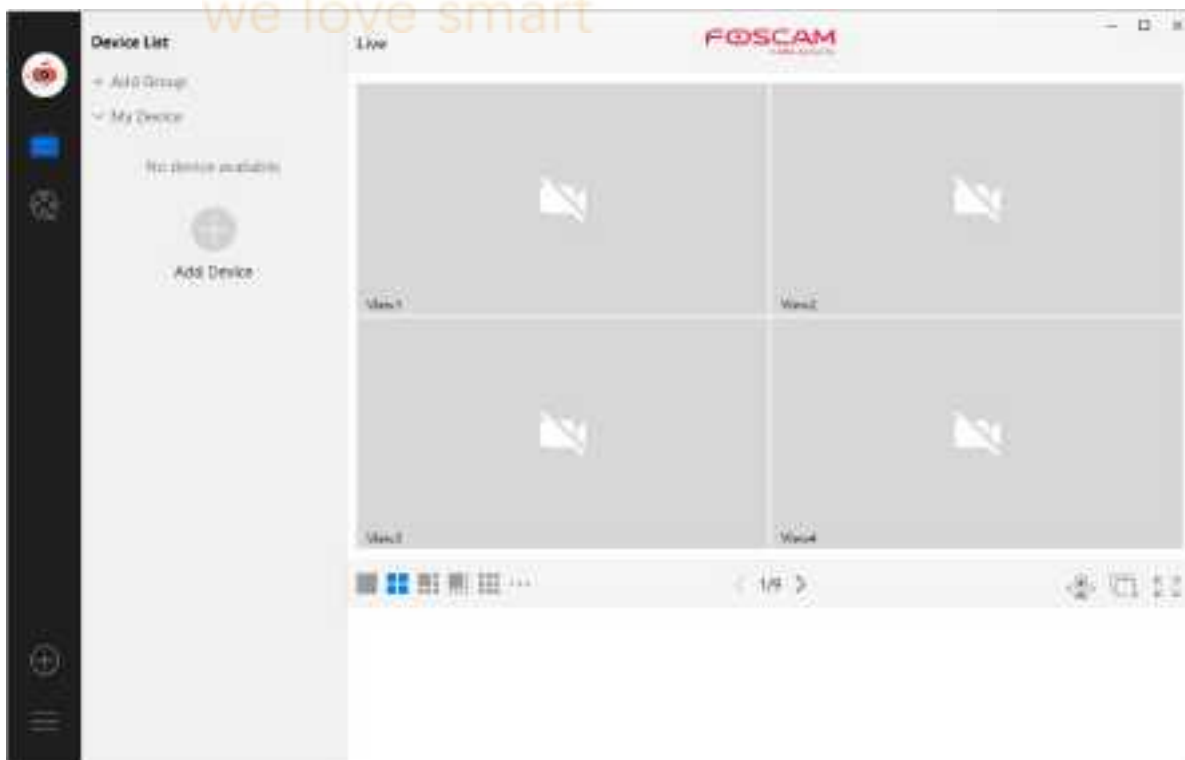 we love smart
Device List
Live
FOSCAM
+ Add Group
My Device
No device available
Add Device
View1
View2
View3
View4
1/9